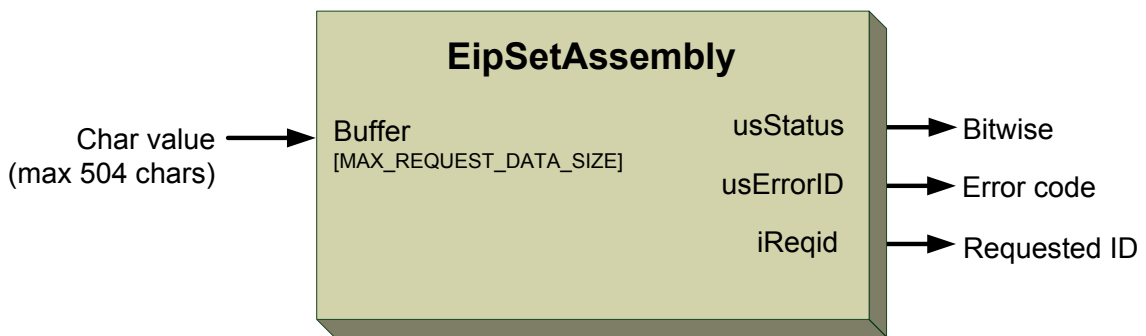 EipSetAssembly
Char value
(max 504 chars)
Buffer
[MAX_REQUEST_DATA_SIZE]
usStatus
Bitwise
usErrorID
Error code
iReqid
Requested ID